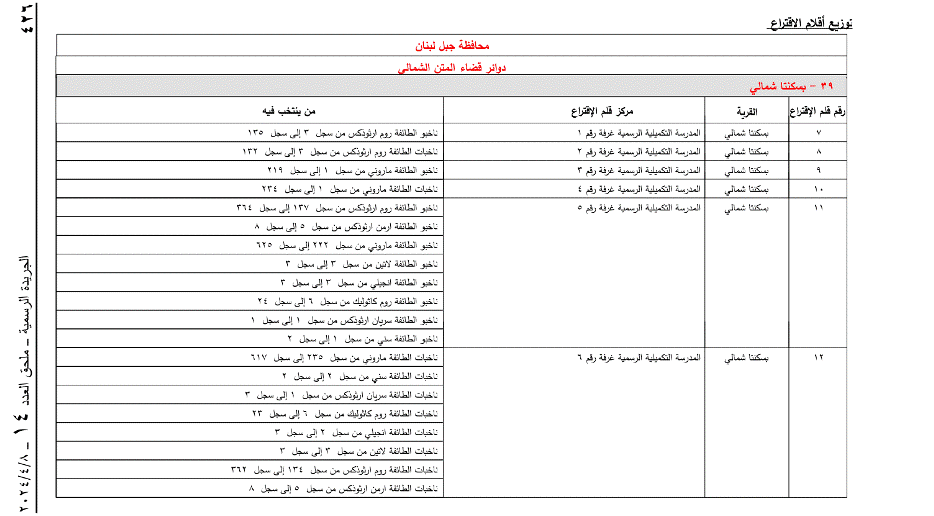 توزيع أقلام الاقتراع
محافظة جبل لبنان
دوائر قضاء المتن الشمالي
٣٩ - بسكنتا شمالي
رقم قلم الإقتراع القرية مركز قلم الإقتراع من ينتخب فيه
٧ بسكنتا شمالي المدرسة التكميلية الرسمية غرفة رقم ١ ناخبو الطائفة روم ارثوذكس من سجل ٣ إلى سجل ١٣٥
٨ بسكنتا شمالي المدرسة التكميلية الرسمية غرفة رقم ٢ ناخبات الطائفة روم ارثوذكس من سجل ٣ إلى سجل ١٣٢
٩ بسكنتا شمالي المدرسة التكميلية الرسمية غرفة رقم ٣ ناخبو الطائفة ماروني من سجل ١ إلى سجل ٢١٩
١٠ بسكنتا شمالي المدرسة التكميلية الرسمية غرفة رقم ٤ ناخبات الطائفة ماروني من سجل ١ إلى سجل ٢٣٤
١١ بسكنتا شمالي المدرسة التكميلية الرسمية غرفة رقم ٥ ناخبو الطائفة روم ارثوذكس من سجل ١٣٧ إلى سجل ٣٦٤
ناخبو الطائفة ارمن ارثوذكس من سجل ٥ إلى سجل ٨
ناخبو الطائفة ماروني من سجل ٢٢٢ إلى سجل ٦٢٥
ناخبو الطائفة لاتين من سجل ٣ إلى سجل ٣
ناخبو الطائفة انجيلي من سجل ٣ إلى سجل ٣
ناخبو الطائفة روم كاثوليك من سجل ٦ إلى سجل ٢٤
ناخبو الطائفة سريان ارثوذكس من سجل ١ إلى سجل ١
ناخبو الطائفة سني من سجل ١ إلى سجل ٢
١٢ بسكنتا شمالي المدرسة التكميلية الرسمية غرفة رقم ٦ ناخبات الطائفة ماروني من سجل ٢٣٥ إلى سجل ٦١٧
ناخبات الطائفة سني من سجل ٢ إلى سجل ٢
ناخبات الطائفة سريان ارثوذكس من سجل ١ إلى سجل ٣
ناخبات الطائفة روم كاثوليك من سجل ٦ إلى سجل ٢٣
ناخبات الطائفة انجيلي من سجل ٢ إلى سجل ٣
ناخبات الطائفة لاتين من سجل ٣ إلى سجل ٣
ناخبات الطائفة روم ارثوذكس من سجل ١٣٤ إلى سجل ٣٦٢
ناخبات الطائفة ارمن ارثوذكس من سجل ٥ إلى سجل ٨
٤٢٦
الجريدة الرسمية – ملحق العدد ١٤ – ٢٠٢٤/٤/٨